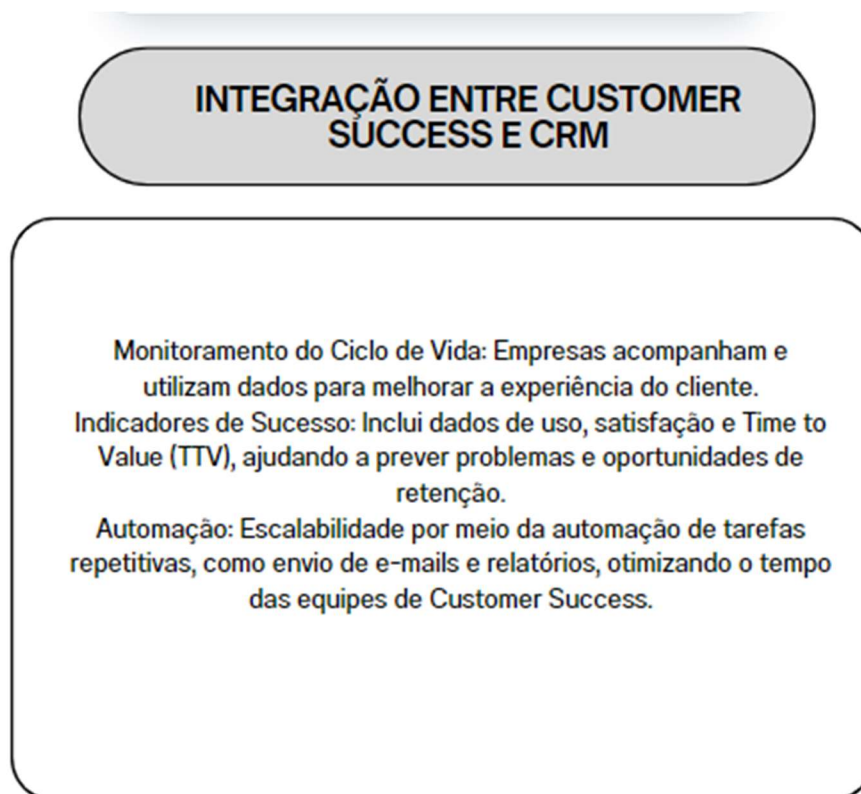 INTEGRAÇÃO ENTRE CUSTOMER
SUCCESS E CRM
Monitoramento do Ciclo de Vida: Empresas acompanham e
utilizam dados para melhorar a experiência do cliente.
Indicadores de Sucesso: Inclui dados de uso, satisfação e Time to
Value (TTV), ajudando a prever problemas e oportunidades de
retenção.
Automação: Escalabilidade por meio da automação de tarefas
repetitivas, como envio de e-mails e relatórios, otimizando o tempo
das equipes de Customer Success.